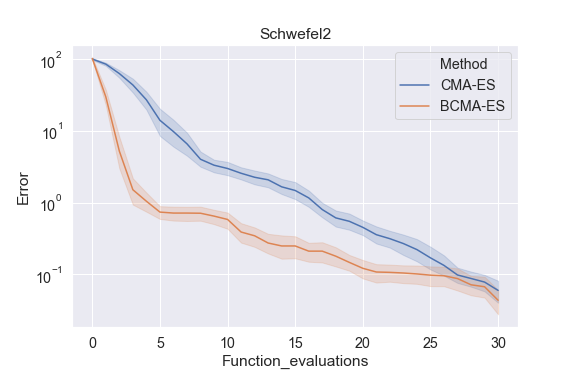 Schwefel2
10²
10¹
10⁰
10⁻¹
Error
Method
CMA-ES
BCMA-ES
0 5 10 15 20 25 30
Function_evaluations